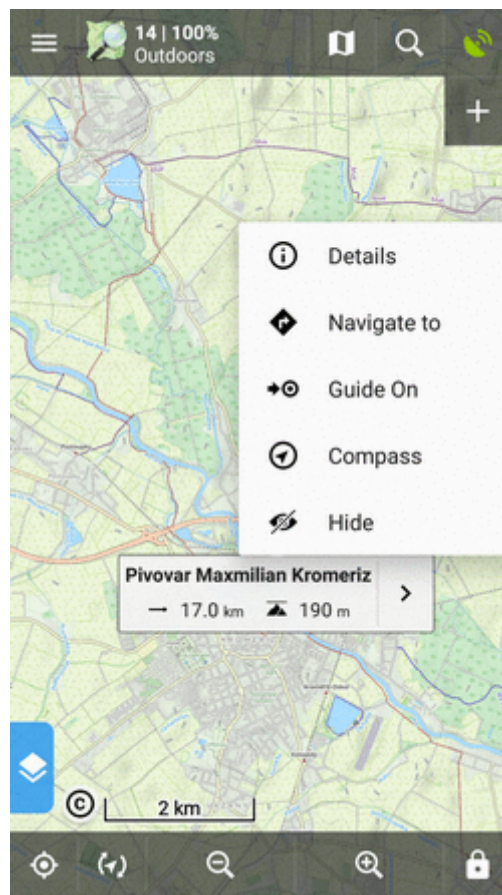 14 | 100%
Outdoors
Details
Navigate to
Guide On
Compass
Hide
Pivovar Maxmilian Kromeriz
17.0 km 190 m
© 2 km